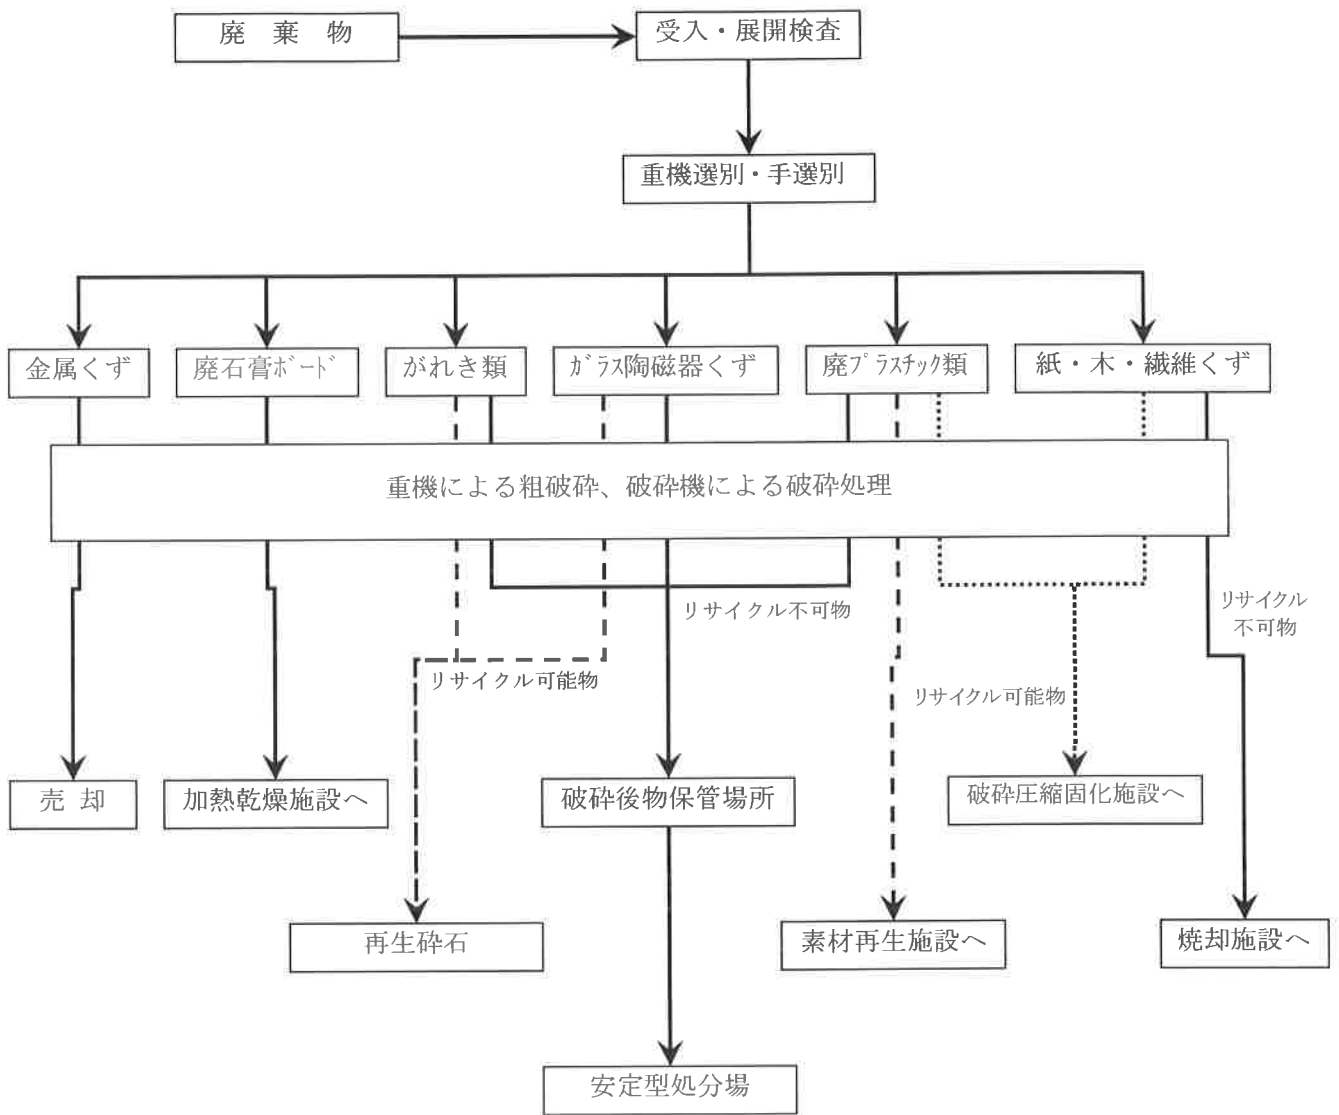 廃 棄 物
受入・展開検査
重機選別・手選別
金属くず
廃石膏ﾎﾞｰﾄﾞ
がれき類
ｶﾞﾗｽ陶磁器くず
廃ﾌﾟﾗｽﾁｯｸ類
紙・木・繊維くず
重機による粗破砕、破砕機による破砕処理
リサイクル不可物
リサイクル
不可物
リサイクル可能物
リサイクル可能物
売 却
加熱乾燥施設へ
破砕後物保管場所
破砕圧縮固化施設へ
再生砕石
素材再生施設へ
焼却施設へ
安定型処分場